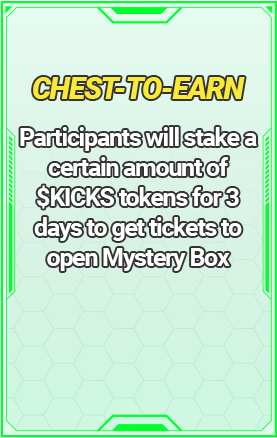 CHEST-TO-EARN
Participants will stake a
certain amount of
$KICKS tokens for 3
days to get tickets to
open Mystery Box